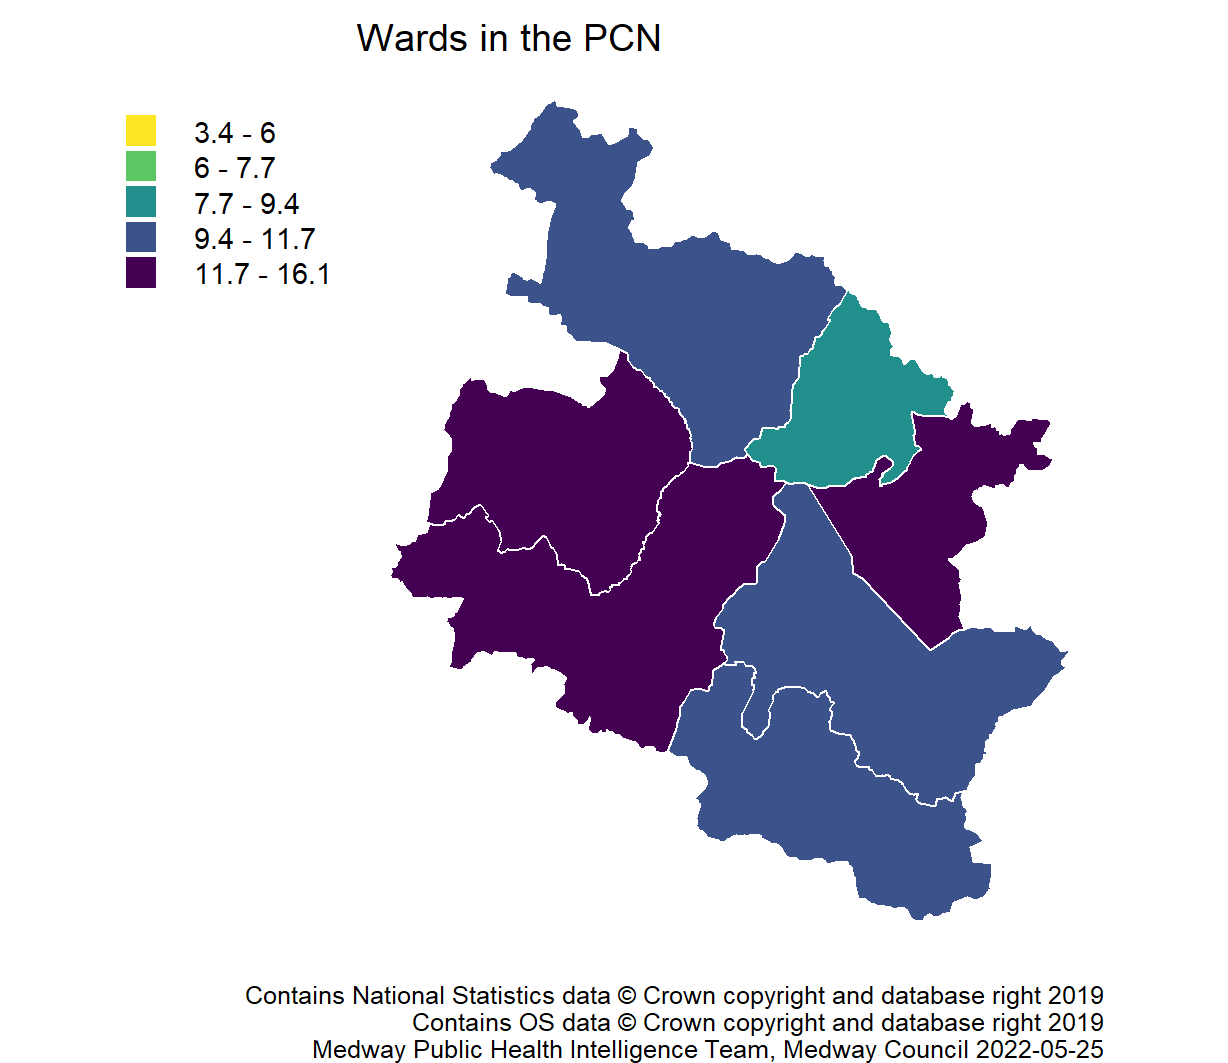 Wards in the PCN
3.4 - 6
6 - 7.7
7.7 - 9.4
9.4 - 11.7
11.7 - 16.1
Contains National Statistics data © Crown copyright and database right 2019
Contains OS data © Crown copyright and database right 2019
Medway Public Health Intelligence Team, Medway Council 2022-05-25